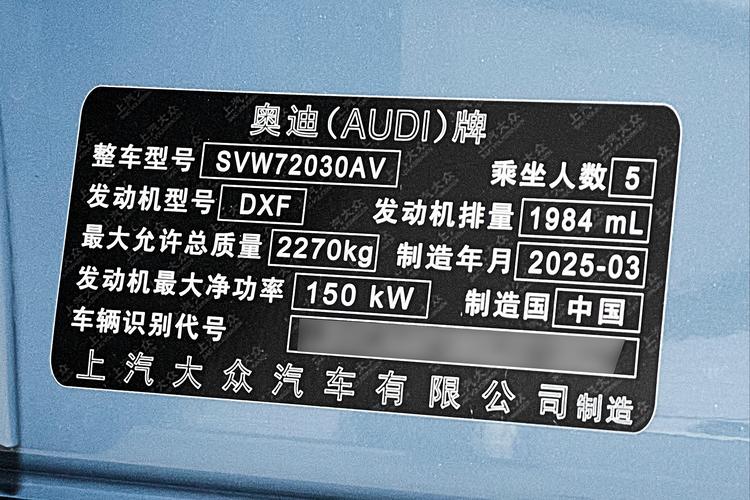 奥迪(AUDI)牌
整车型号 SVW72030AV 乘坐人数 5
发动机型号 DXF 发动机排量 1984 mL
最大允许总质量 2270kg 制造年月 2025-03
发动机最大净功率 150 kW 制造国 中国
车辆识别代号
上汽大众汽车有限公司制造